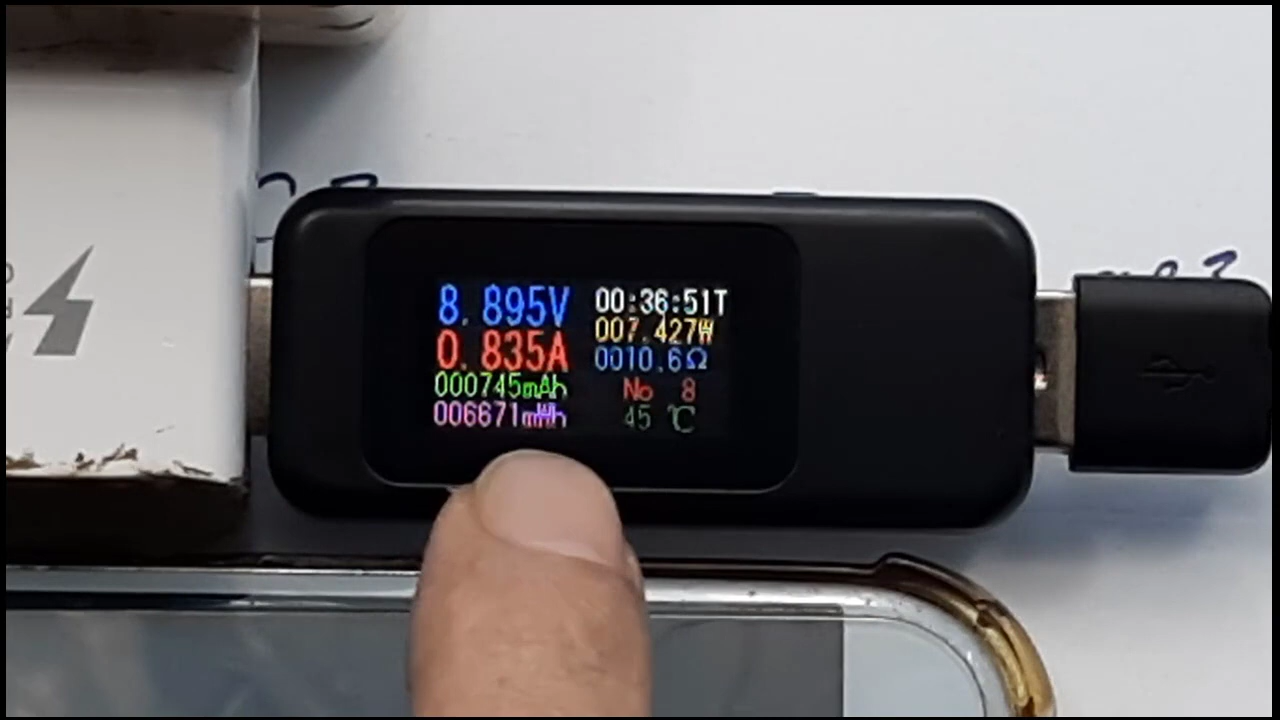 8.895V
0.835A
000745mAh
006671mWh
00:36:51T
007.427W
0010.6Ω
No 8
45 ℃